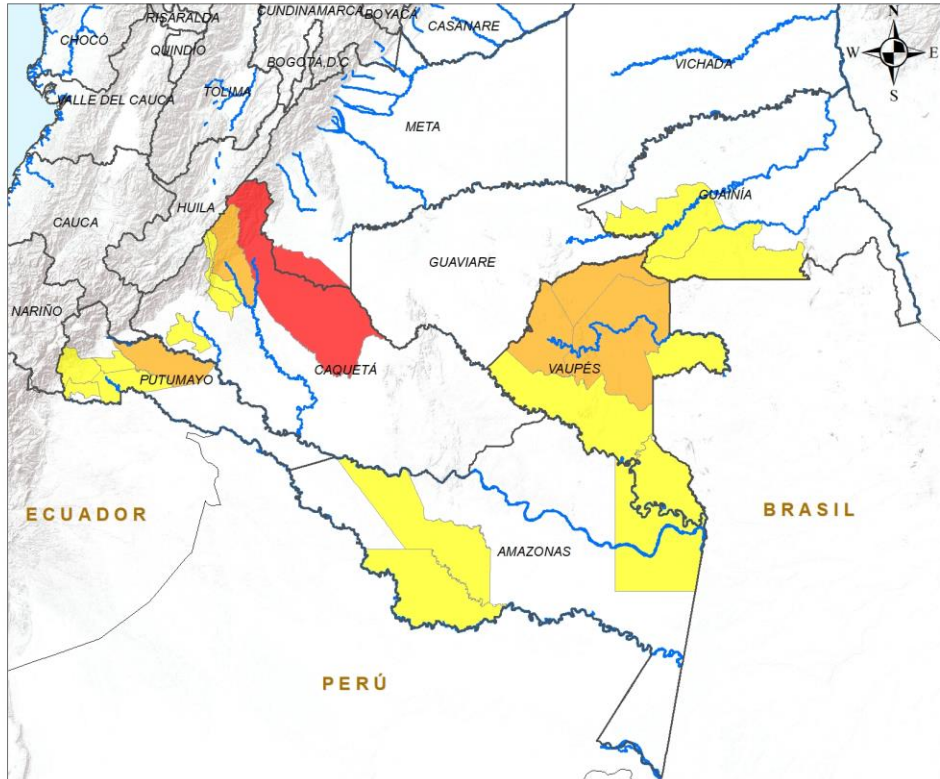 CUNDINAMARCA
BOYACÁ
RISARALDA
CASANARE
N
CHOCÓ
QUINDÍO
BOGOTÁ,D.C
W
E
VICHADA
S
VALLE DEL CAUCA
TOLIMA
META
GUAINÍA
HUILA
CAUCA
GUAVIARE
NARIÑO
CAQUETÁ
VAUPÉS
PUTUMAYO
ECUADOR
BRASIL
AMAZONAS
PERÚ